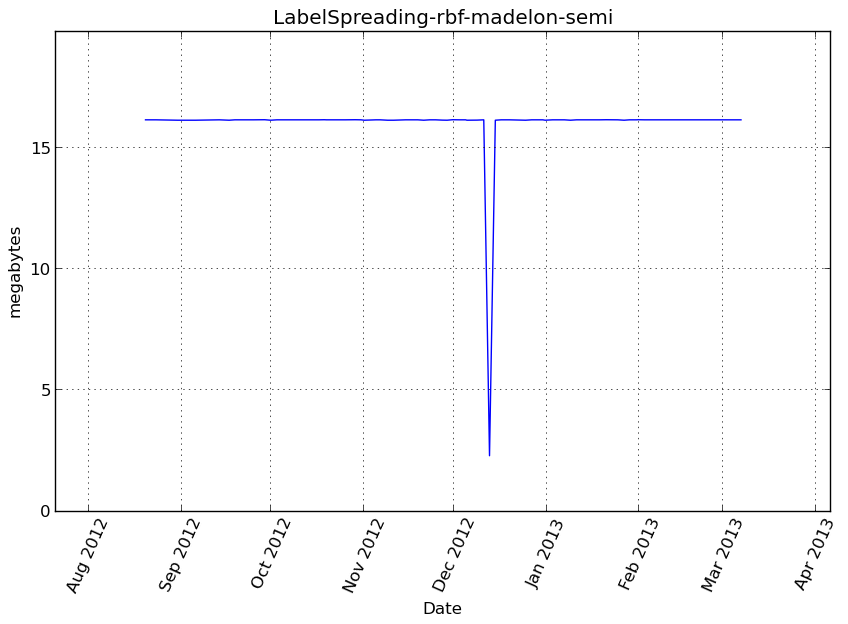 LabelSpreading-rbf-madelon-semi
megabytes
15
10
5
0
Aug 2012
Sep 2012
Oct 2012
Nov 2012
Dec 2012
Jan 2013
Feb 2013
Mar 2013
Apr 2013
Date